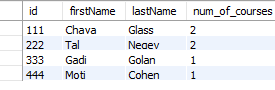 id firstName lastName num_of_courses
111 Chava Glass 2
222 Tal Negev 2
333 Gadi Golan 1
444 Moti Cohen 1